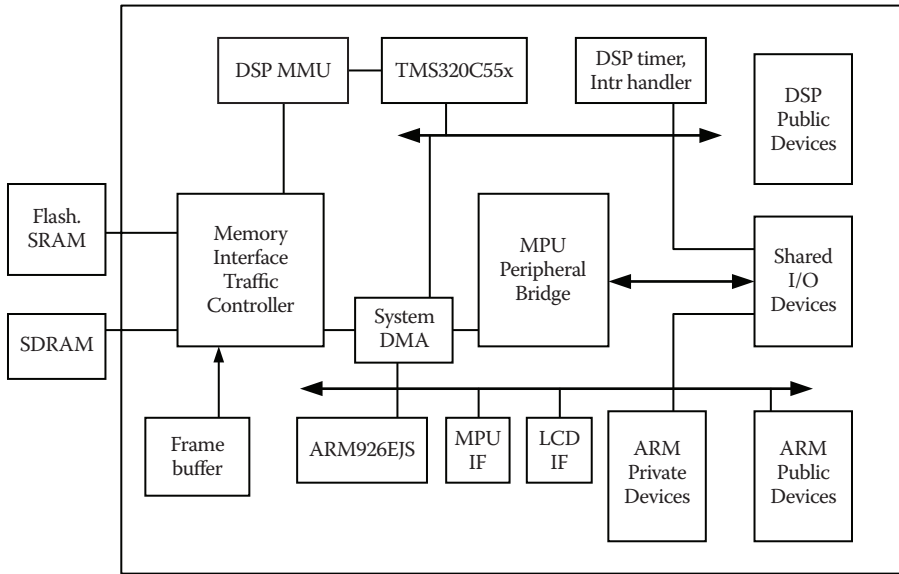 DSP MMU
TMS320C55x
DSP timer,
Intr handler
DSP
Public
Devices
Flash.
SRAM
Memory
Interface
Traffic
Controller
MPU
Peripheral
Bridge
Shared
I/O
Devices
SDRAM
System
DMA
Frame
buffer
ARM926EJS
MPU
IF
LCD
IF
ARM
Private
Devices
ARM
Public
Devices